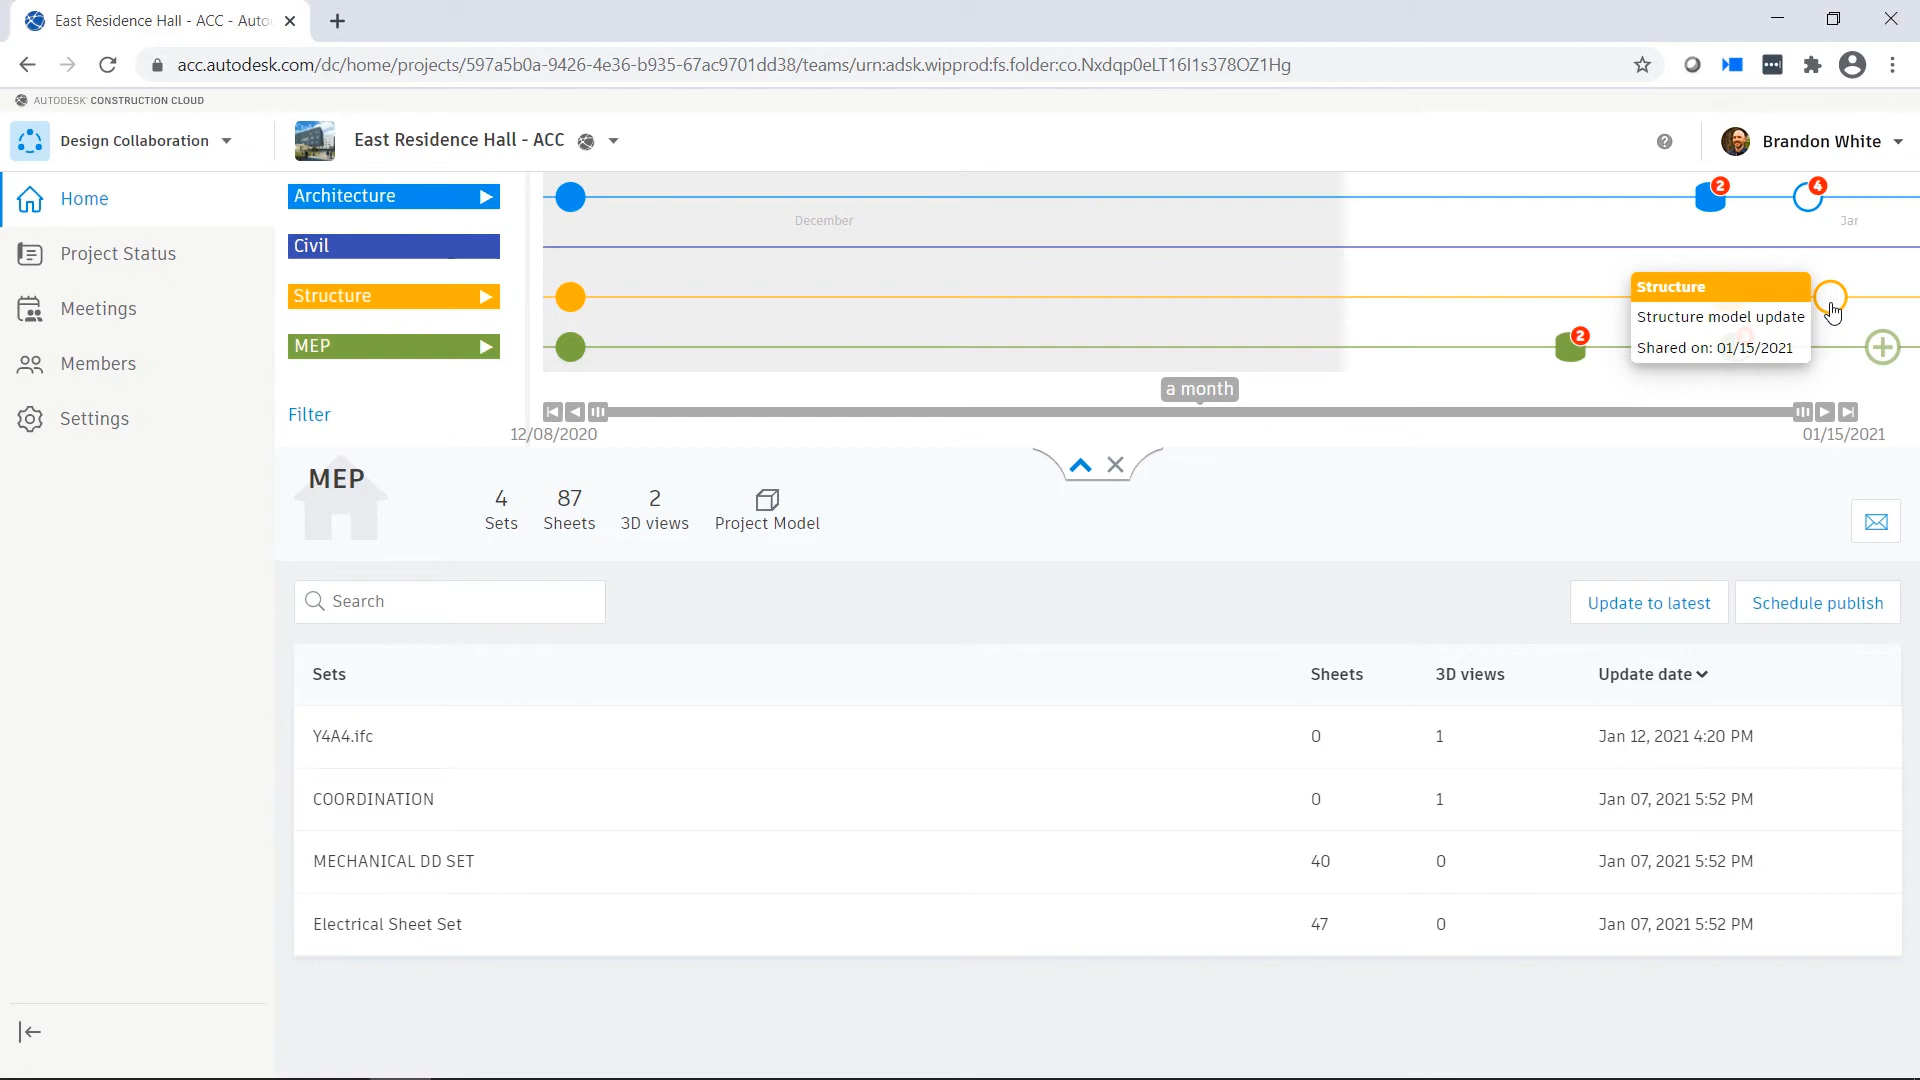 East Residence Hall - ACC - Auto
acc.autodesk.com/dc/home/projects/597a5b0a-9426-4e36-b935-67ac9701dd38/teams/urn:adsk.wipprod:fs.folder:co.Nxdqp0eLT16I1s378OZ1Hg
AUTODESK CONSTRUCTION CLOUD
Design Collaboration
East Residence Hall - ACC
Brandon White
Home
Project Status
Meetings
Members
Settings
Architecture
2
4
December
Jar
Civil
Structure
Structure
Structure model update
Shared on: 01/15/2021
MEP
2
a month
Filter
12/08/2020
01/15/2021
MEP
4
87
2
Sets
Sheets
3D views
Project Model
Search
Update to latest
Schedule publish
Sets
Sheets
3D views
Update date
Y4A4.ifc
0
1
Jan 12, 2021 4:20 PM
COORDINATION
0
1
Jan 07, 2021 5:52 PM
MECHANICAL DD SET
40
0
Jan 07, 2021 5:52 PM
Electrical Sheet Set
47
0
Jan 07, 2021 5:52 PM